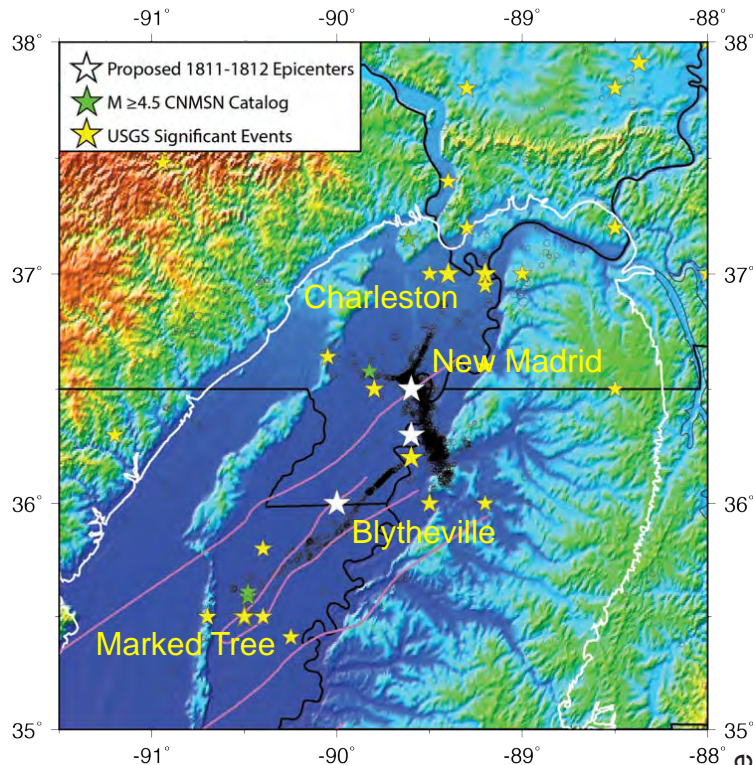 -91° -90° -89° -88°
38° 38°
Proposed 1811-1812 Epicenters
M ≥4.5 CNMSN Catalog
USGS Significant Events
37° 37°
Charleston
New Madrid
36° 36°
Blytheville
Marked Tree
35° 35°
-91° -90° -89° -88°